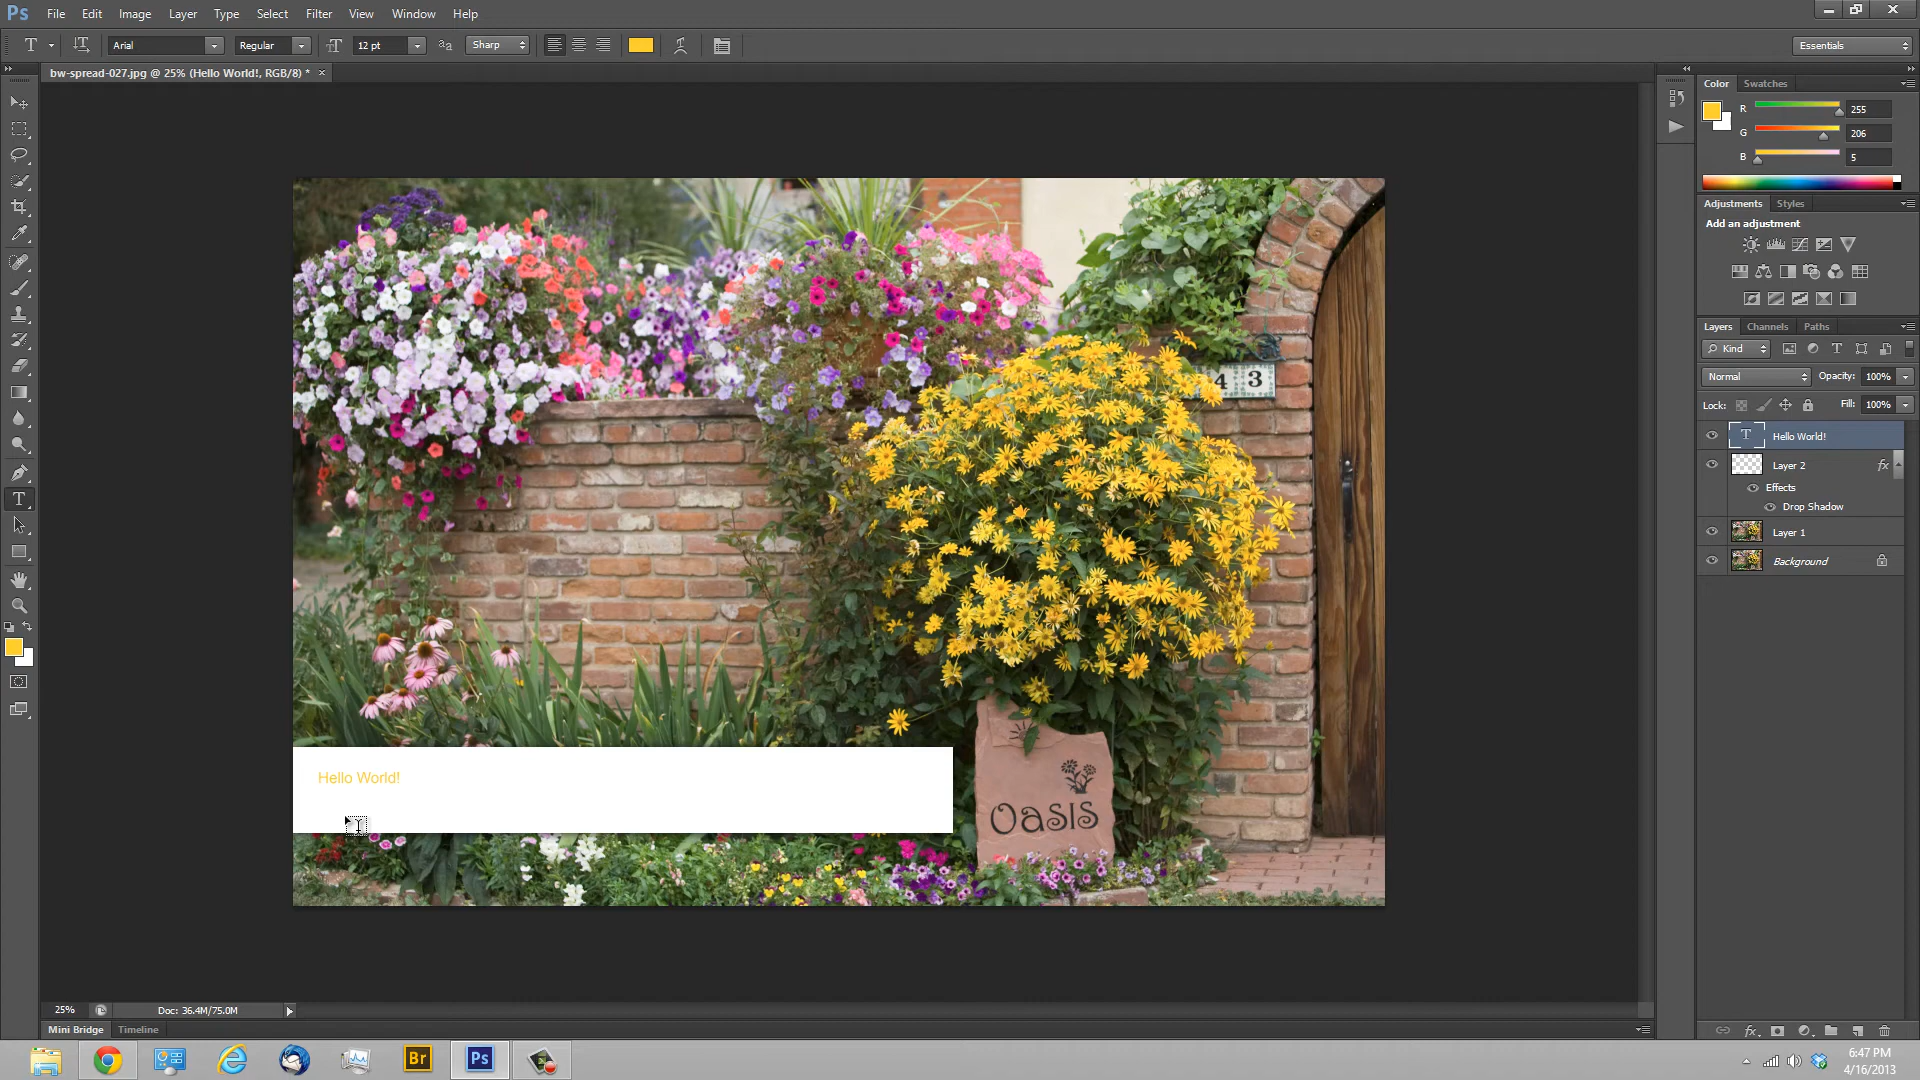 Ps File Edit Image Layer Type Select Filter View Window Help
T Arial Regular 12 pt Sharp Essentials
bw-spread-027.jpg @ 25% (Hello World!, RGB/8) * ×
Color Swatches
R 255
G 206
B 5
Adjustments Styles
Add an adjustment
Layers Channels Paths
Kind
Normal Opacity: 100%
Lock: Fill: 100%
T Hello World!
Layer 2 fx
Effects
Drop Shadow
Layer 1
Background
4 3
Hello World!
Oasis
25% Doc: 36.4M/75.0M
Mini Bridge Timeline
Br Ps
6:47 PM
4/16/2013